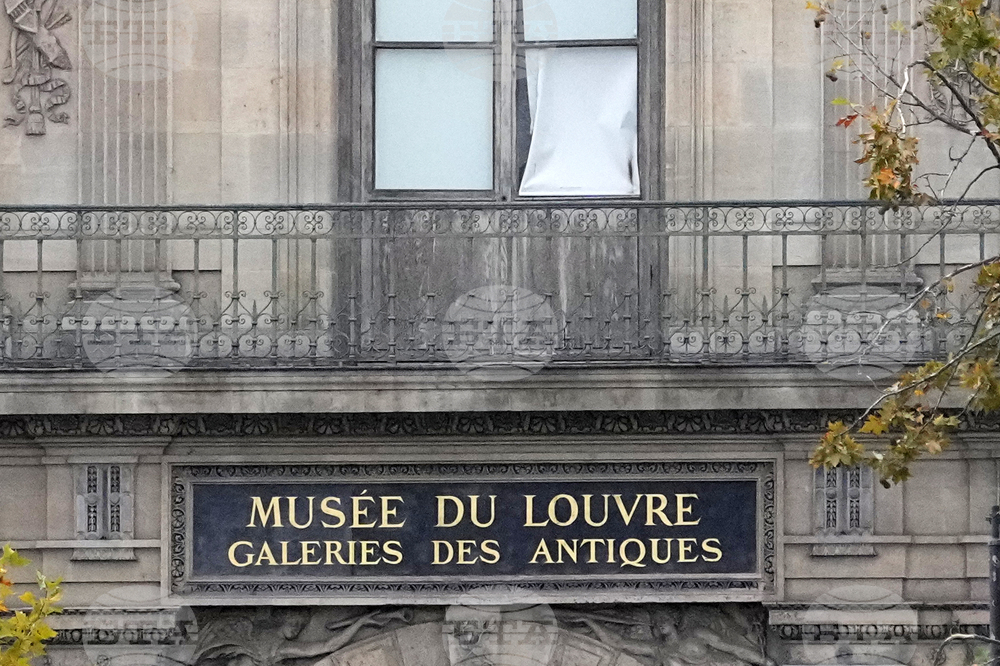 MUSÉE DU LOUVRE
GALERIES DES ANTIQUES